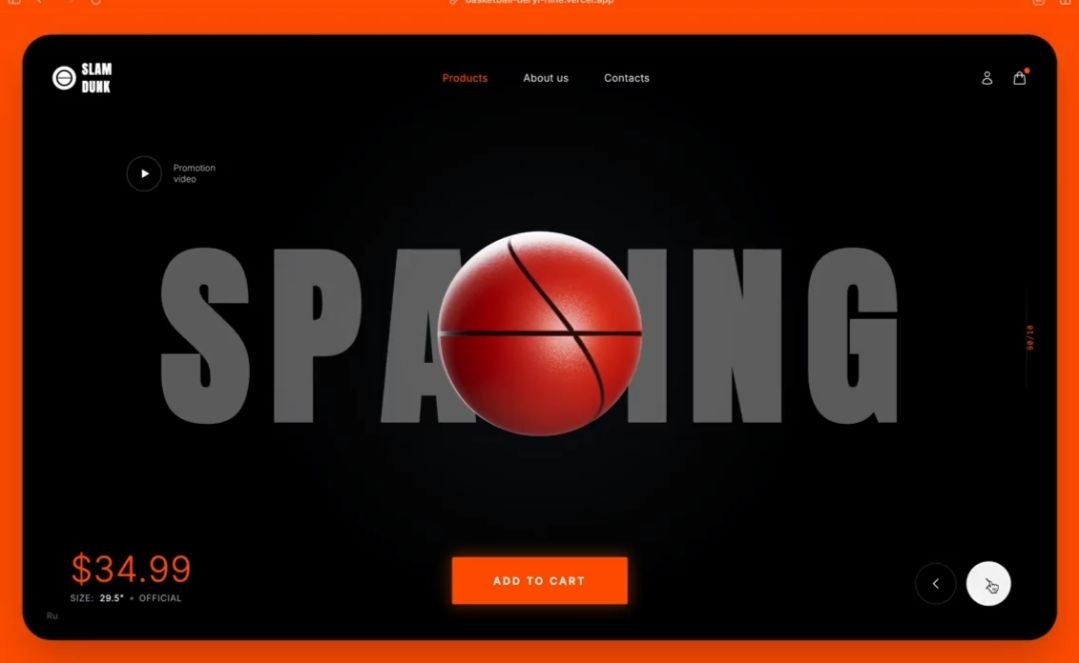 SLAM
DUNK
Products
About us
Contacts
Promotion
video
SPA ING
$34.99
ADD TO CART
SIZE: 29.5" • OFFICIAL
Ru